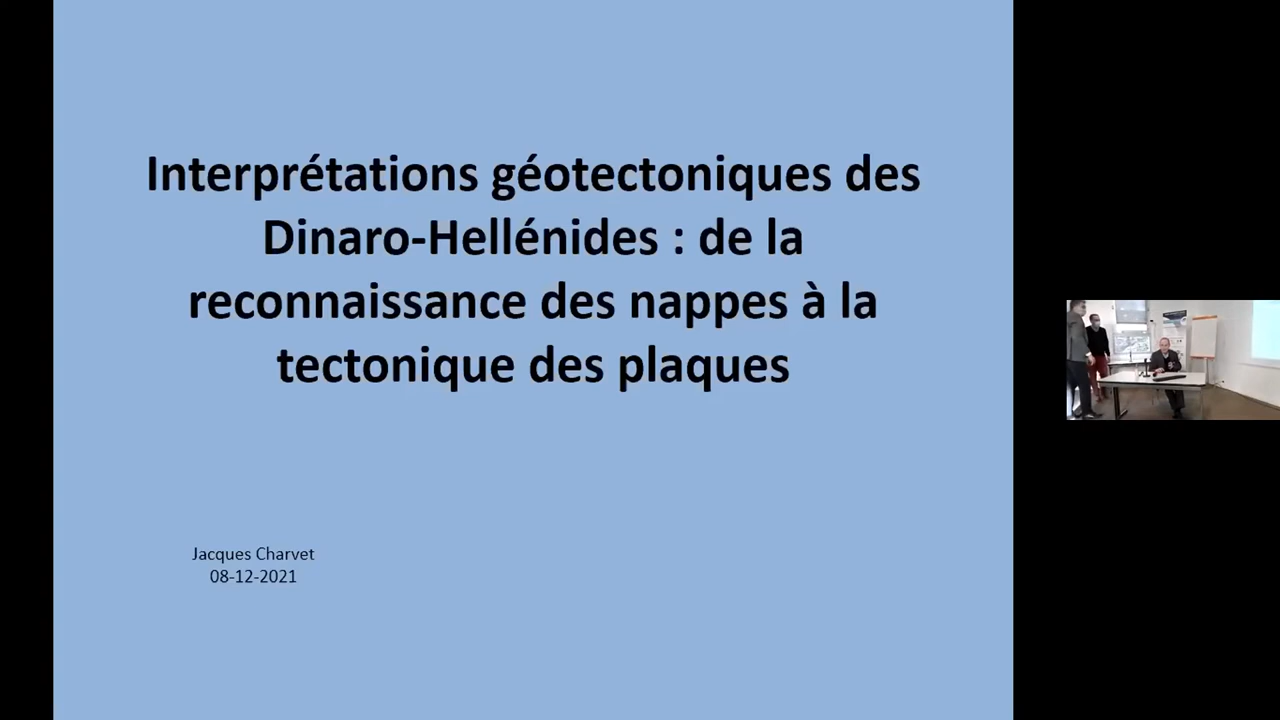 Interprétations géotectoniques des
Dinaro-Hellénides : de la
reconnaissance des nappes à la
tectonique des plaques
Jacques Charvet
08-12-2021